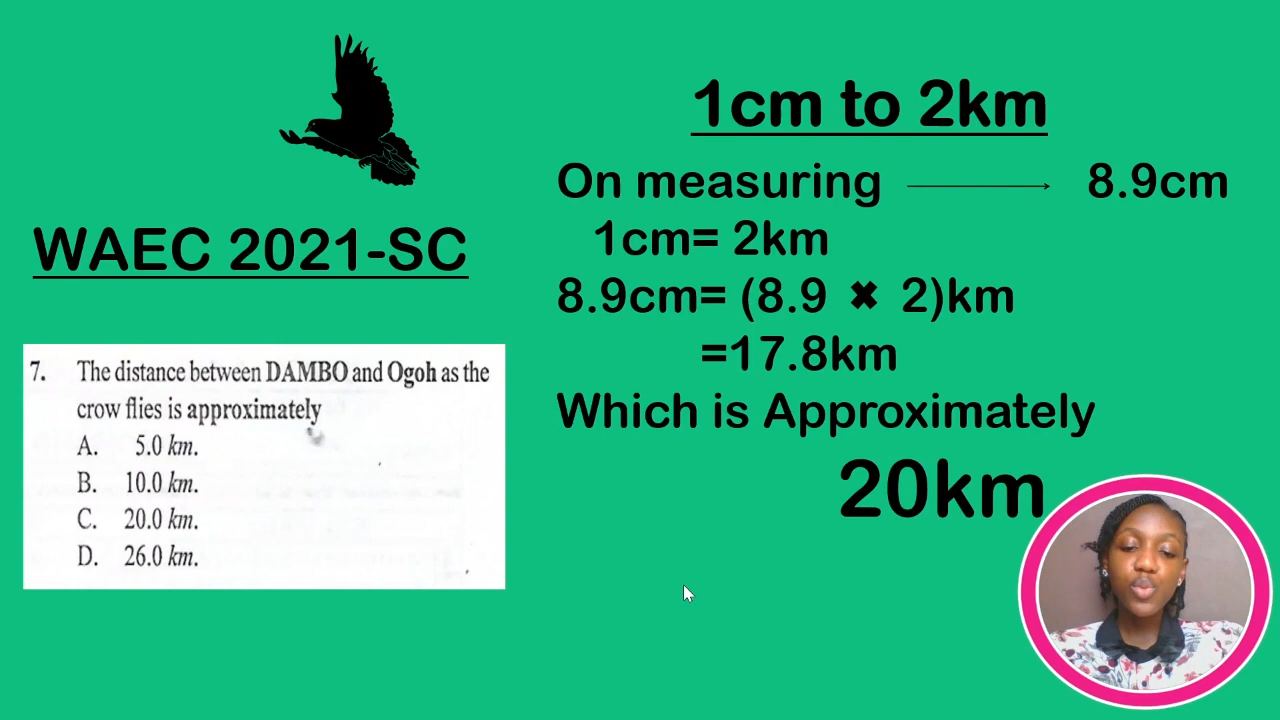 WAEC 2021-SC
7. The distance between DAMBO and Ogoh as the
crow flies is approximately
A. 5.0 km.
B. 10.0 km.
C. 20.0 km.
D. 26.0 km.
1cm to 2km
On measuring → 8.9cm
1cm= 2km
8.9cm= (8.9 ✖ 2)km
=17.8km
Which is Approximately
20km